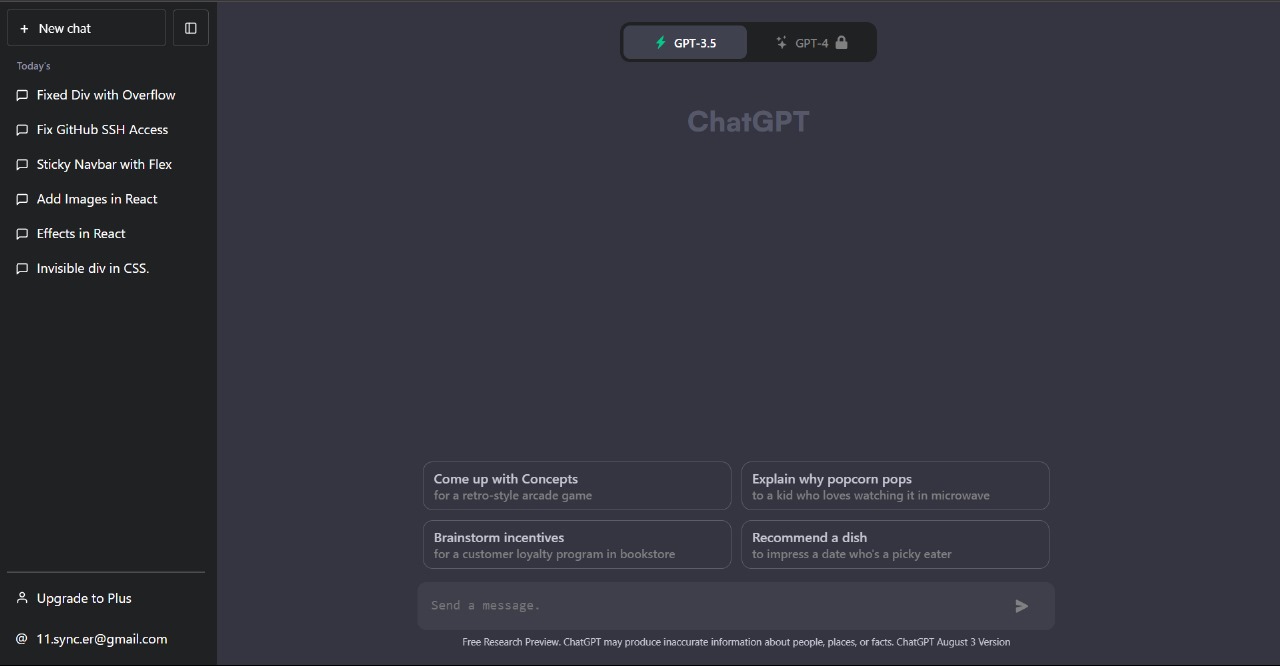 + New chat
Today's
Fixed Div with Overflow
Fix GitHub SSH Access
Sticky Navbar with Flex
Add Images in React
Effects in React
Invisible div in CSS.
Upgrade to Plus
@ 11.sync.er@gmail.com
GPT-3.5
GPT-4
ChatGPT
Come up with Concepts
for a retro-style arcade game
Explain why popcorn pops
to a kid who loves watching it in microwave
Brainstorm incentives
for a customer loyalty program in bookstore
Recommend a dish
to impress a date who's a picky eater
Send a message.
Free Research Preview. ChatGPT may produce inaccurate information about people, places, or facts. ChatGPT August 3 Version